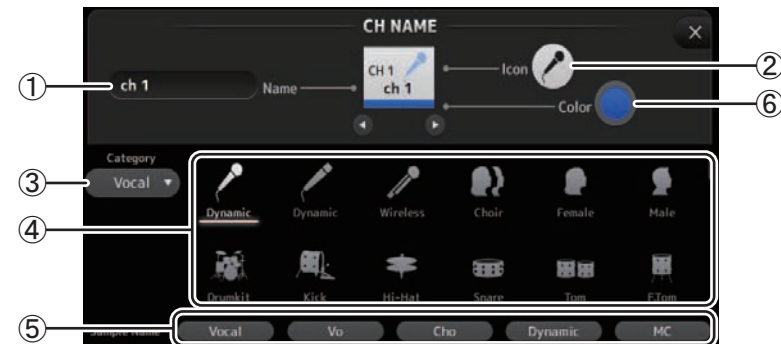 CH NAME
×
① ch 1 Name CH 1 ch 1 Icon ② Color ⑥
Category
③ Vocal ▼
④ Dynamic Dynamic Wireless Choir Female Male
Drumkit Kick Hi-Hat Snare Tom F.Tom
⑤ Sample Name Vocal Vo Cho Dynamic MC